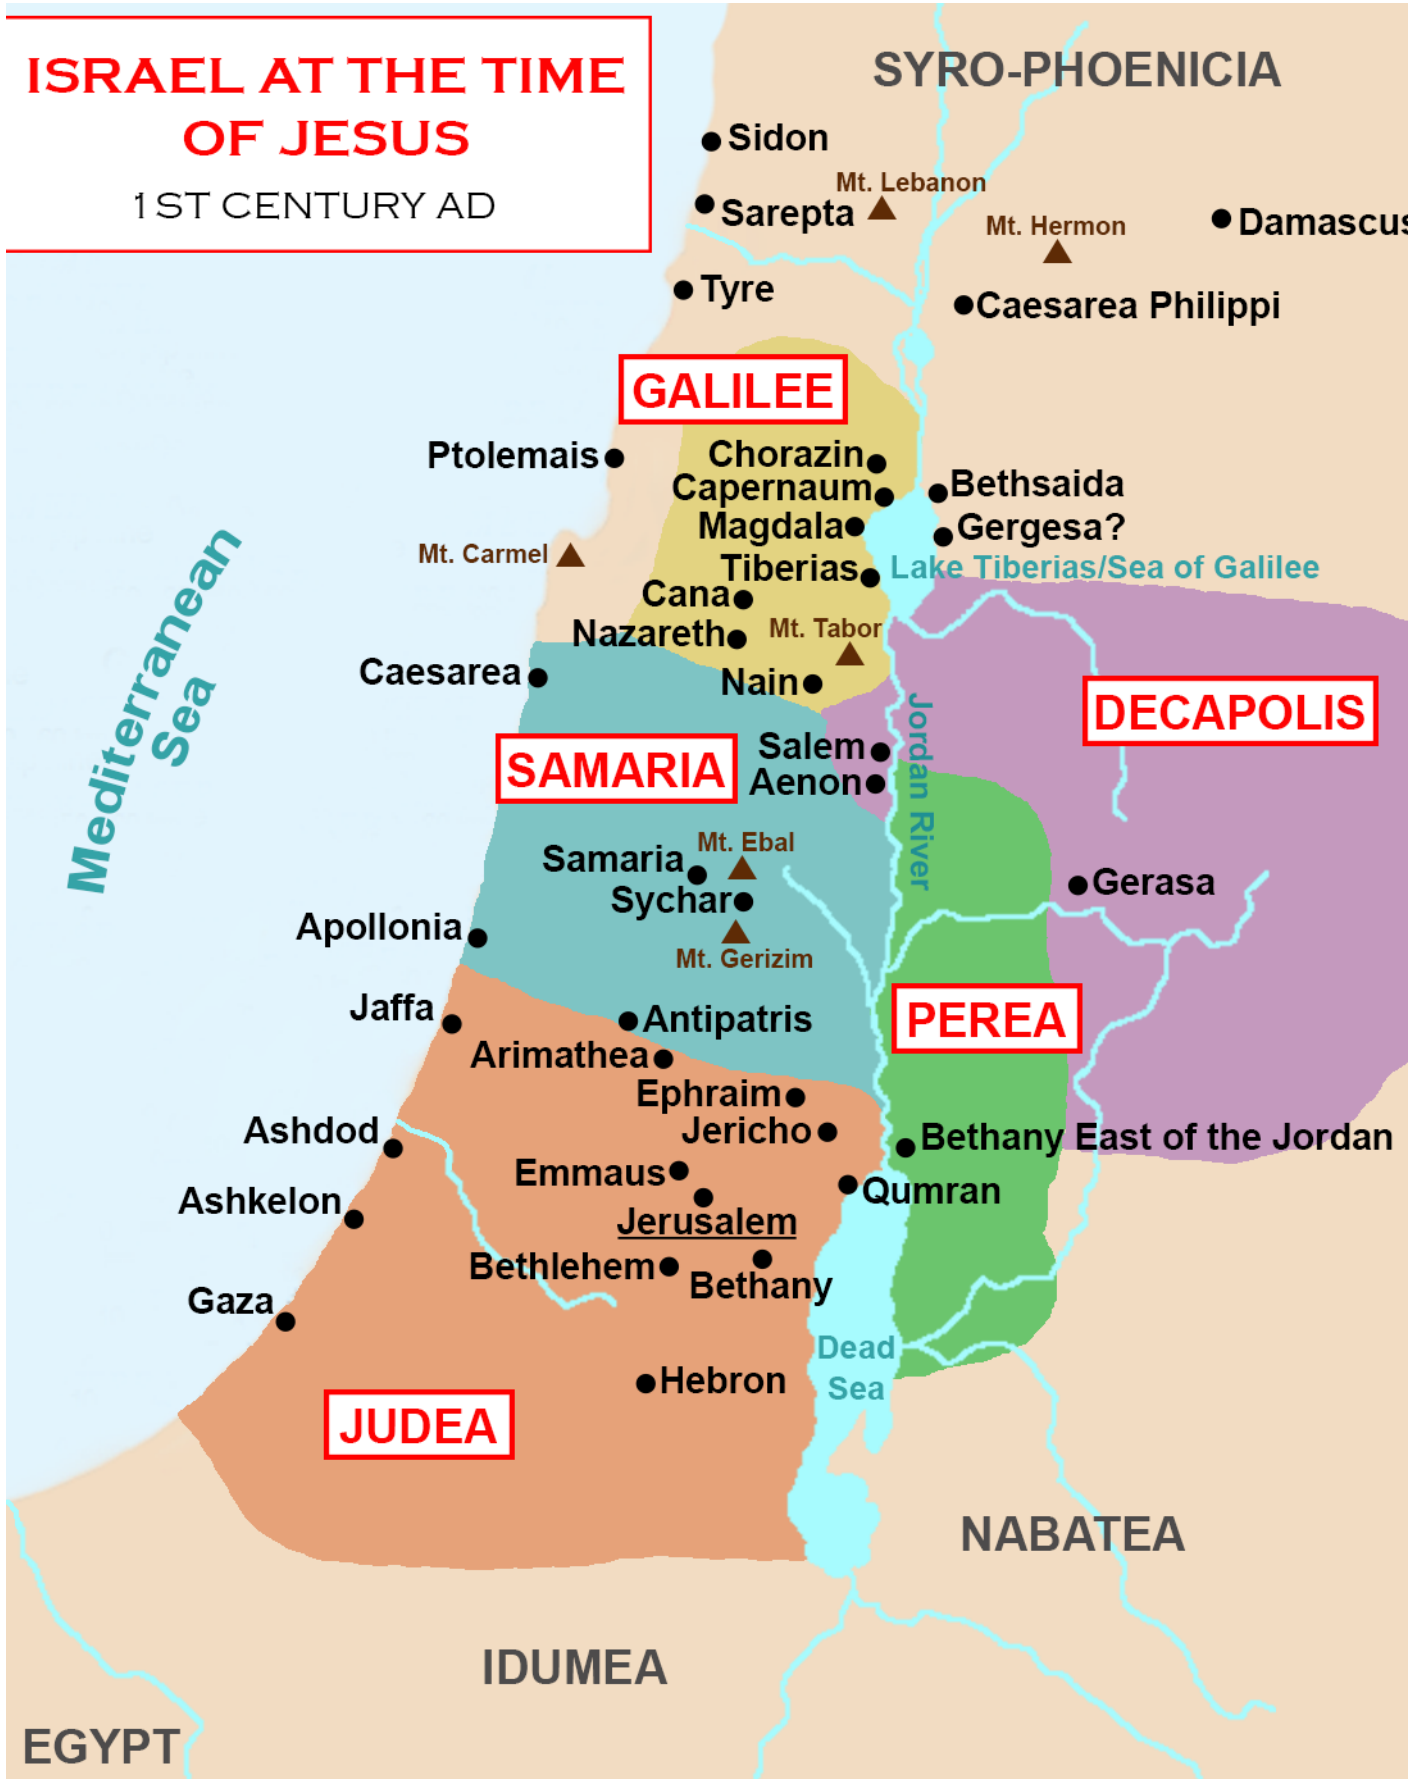 ISRAEL AT THE TIME
OF JESUS
1ST CENTURY AD
SYRO-PHOENICIA
Sidon
Mt. Lebanon
Sarepta
Mt. Hermon
Damascus
Tyre
Caesarea Philippi
GALILEE
Ptolemais
Chorazin
Capernaum
Bethsaida
Magdala
Gergesa?
Mt. Carmel
Tiberias
Lake Tiberias/Sea of Galilee
Cana
Nazareth
Mt. Tabor
Mediterranean
Sea
Caesarea
Nain
DECAPOLIS
Jordan River
SAMARIA
Salem
Aenon
Mt. Ebal
Samaria
Sychar
Gerasa
Apollonia
Mt. Gerizim
Jaffa
Antipatris
PEREA
Arimathea
Ephraim
Ashdod
Jericho
Bethany East of the Jordan
Emmaus
Qumran
Ashkelon
Jerusalem
Bethlehem
Bethany
Gaza
Dead
Sea
Hebron
JUDEA
NABATEA
IDUMEA
EGYPT